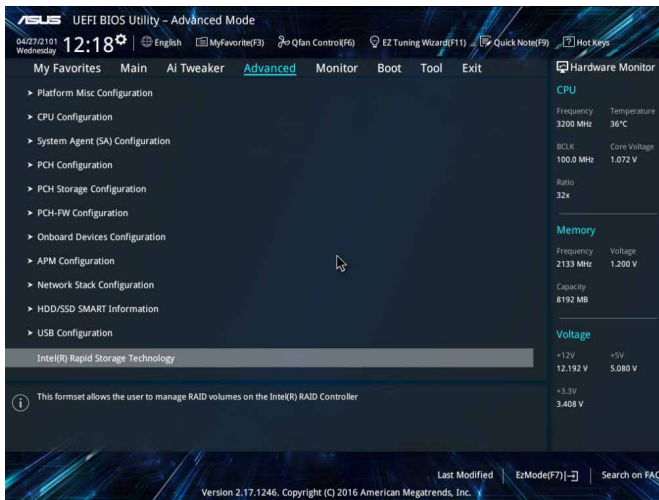 ASUS UEFI BIOS Utility – Advanced Mode
04/27/2101 Wednesday 12:18 English MyFavorite(F3) Qfan Control(F6) EZ Tuning Wizard(F11) Quick Note(F9) ? Hot Keys
My Favorites Main Ai Tweaker Advanced Monitor Boot Tool Exit
> Platform Misc Configuration
> CPU Configuration
> System Agent (SA) Configuration
> PCH Configuration
> PCH Storage Configuration
> PCH-FW Configuration
> Onboard Devices Configuration
> APM Configuration
> Network Stack Configuration
> HDD/SSD SMART Information
> USB Configuration
Intel(R) Rapid Storage Technology
i This formset allows the user to manage RAID volumes on the Intel(R) RAID Controller
Hardware Monitor
CPU
Frequency Temperature
3200 MHz 36°C
BCLK Core Voltage
100.0 MHz 1.072 V
Ratio
32x
Memory
Frequency Voltage
2133 MHz 1.200 V
Capacity
8192 MB
Voltage
+12V +5V
12.192 V 5.080 V
+3.3V
3.408 V
Last Modified EzMode(F7) Search on FAQ
Version 2.17.1246. Copyright (C) 2016 American Megatrends, Inc.